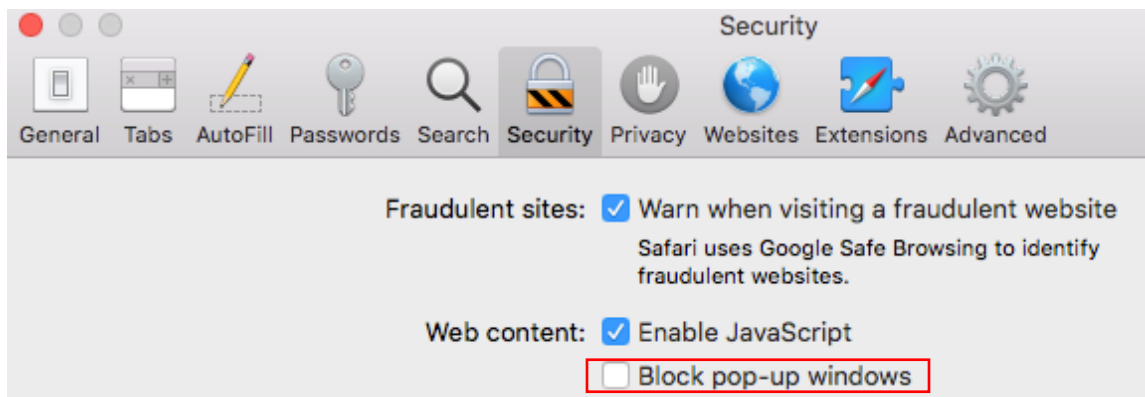 Security
General Tabs AutoFill Passwords Search Security Privacy Websites Extensions Advanced
Fraudulent sites: Warn when visiting a fraudulent website
Safari uses Google Safe Browsing to identify
fraudulent websites.
Web content: Enable JavaScript
Block pop-up windows